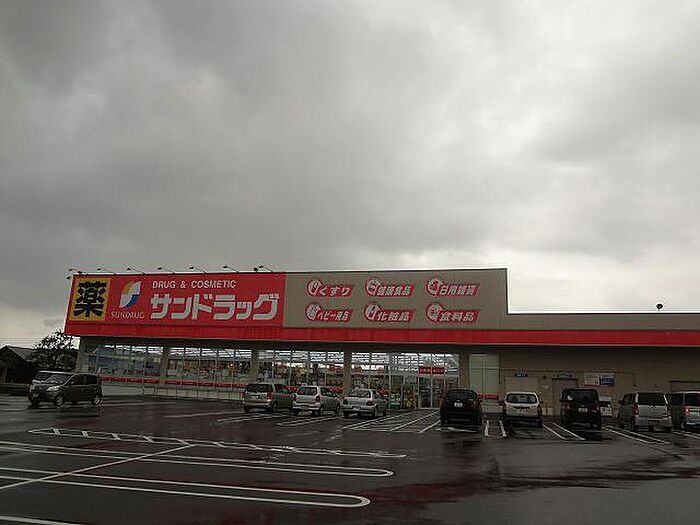 薬
SUNDRUG
DRUG & COSMETIC
サンドラッグ
くすり
健康食品
日用雑貨
ベビー用品
化粧品
食料品